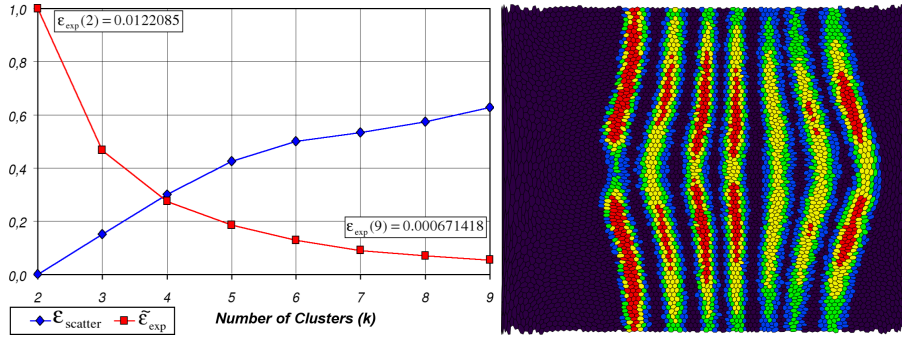 1,0
0,8
0,6
0,4
0,2
0,0
ε_exp(2) = 0.0122085
ε_exp(9) = 0.000671418
2 3 4 5 6 7 8 9
Number of Clusters (k)
ε_scatter ε̃_exp